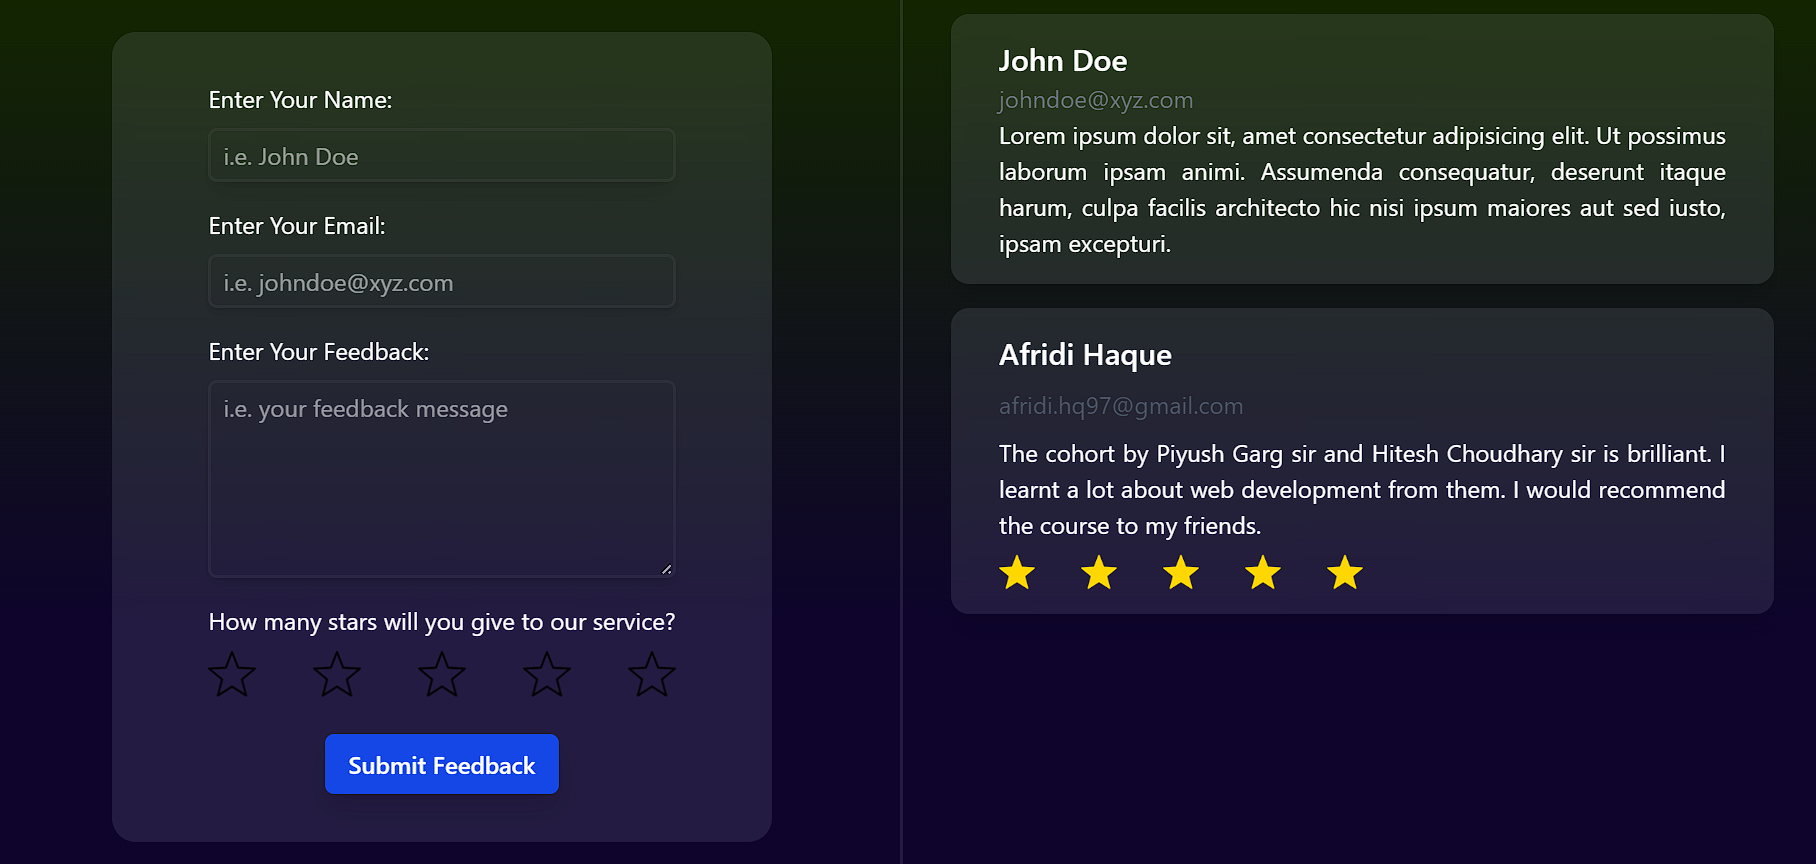 Enter Your Name:
i.e. John Doe
Enter Your Email:
i.e. johndoe@xyz.com
Enter Your Feedback:
i.e. your feedback message
How many stars will you give to our service?
Submit Feedback
John Doe
johndoe@xyz.com
Lorem ipsum dolor sit, amet consectetur adipisicing elit. Ut possimus
laborum ipsam animi. Assumenda consequatur, deserunt itaque
harum, culpa facilis architecto hic nisi ipsum maiores aut sed iusto,
ipsam excepturi.
Afridi Haque
afridi.hq97@gmail.com
The cohort by Piyush Garg sir and Hitesh Choudhary sir is brilliant. I
learnt a lot about web development from them. I would recommend
the course to my friends.